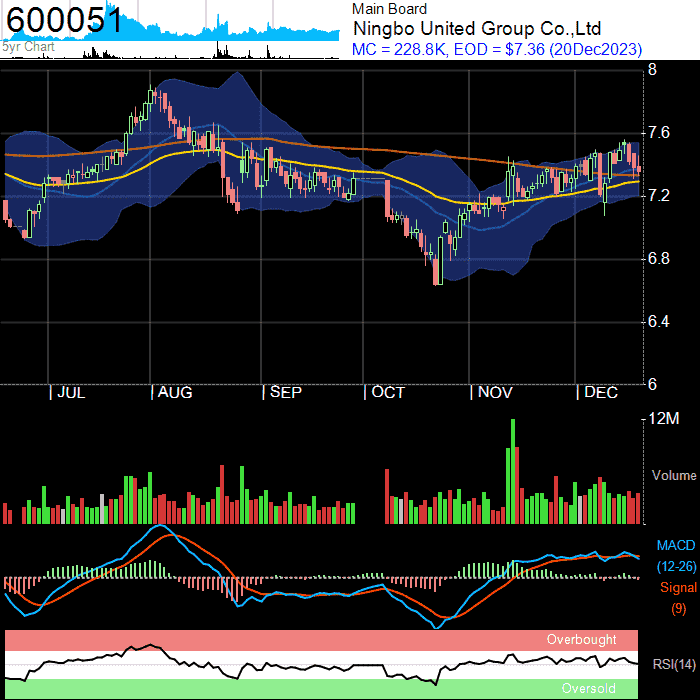 600051
5yr Chart
Main Board
Ningbo United Group Co.,Ltd
MC = 228.8K, EOD = $7.36 (20Dec2023)
8
7.6
7.2
6.8
6.4
6
JUL AUG SEP OCT NOV DEC
12M
Volume
MACD
(12-26)
Signal
(9)
Overbought
RSI(14)
Oversold